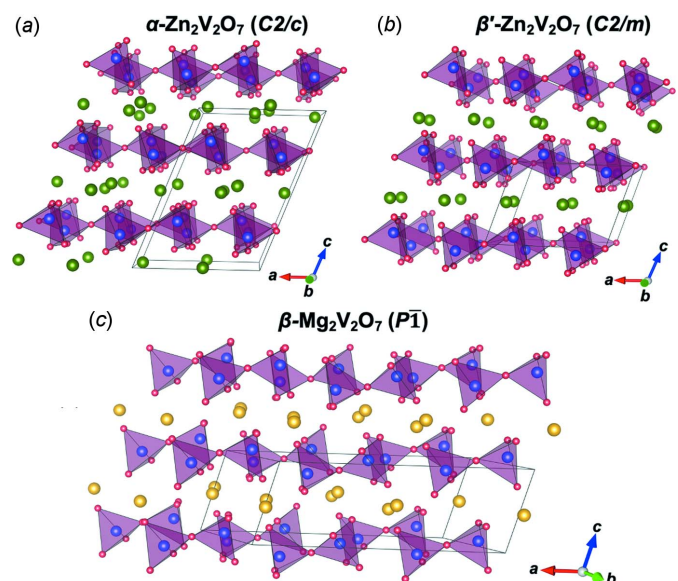 (a) α-Zn₂V₂O₇ (C2/c)
(b) β′-Zn₂V₂O₇ (C2/m)
c
a
b
c
a
b
(c) β-Mg₂V₂O₇ (P1̅)
c
a
b